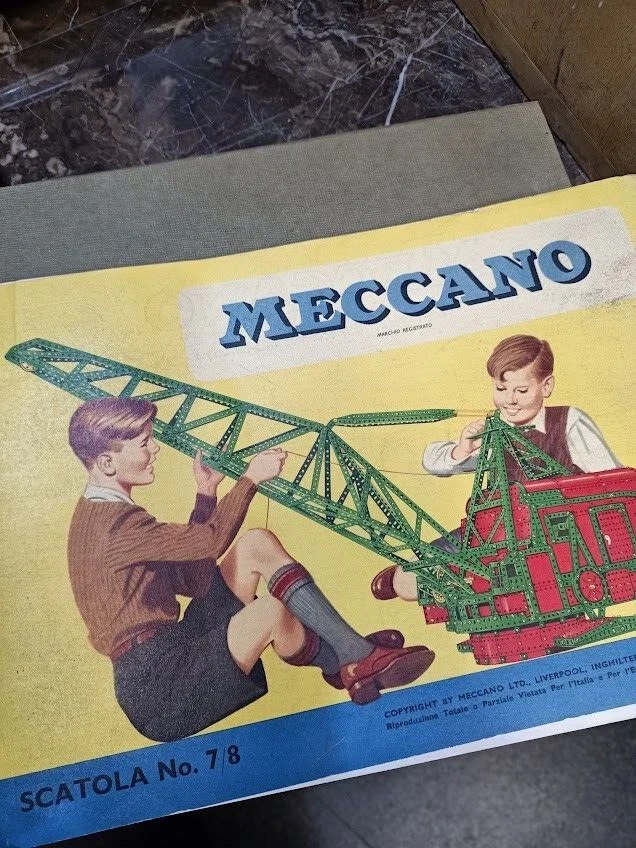 MECCANO
MARCHIO REGISTRATO
COPYRIGHT BY MECCANO LTD., LIVERPOOL,
Riproduzione Totale o Parziale Vietata Per l'Italia e Per
SCATOLA No. 7/8